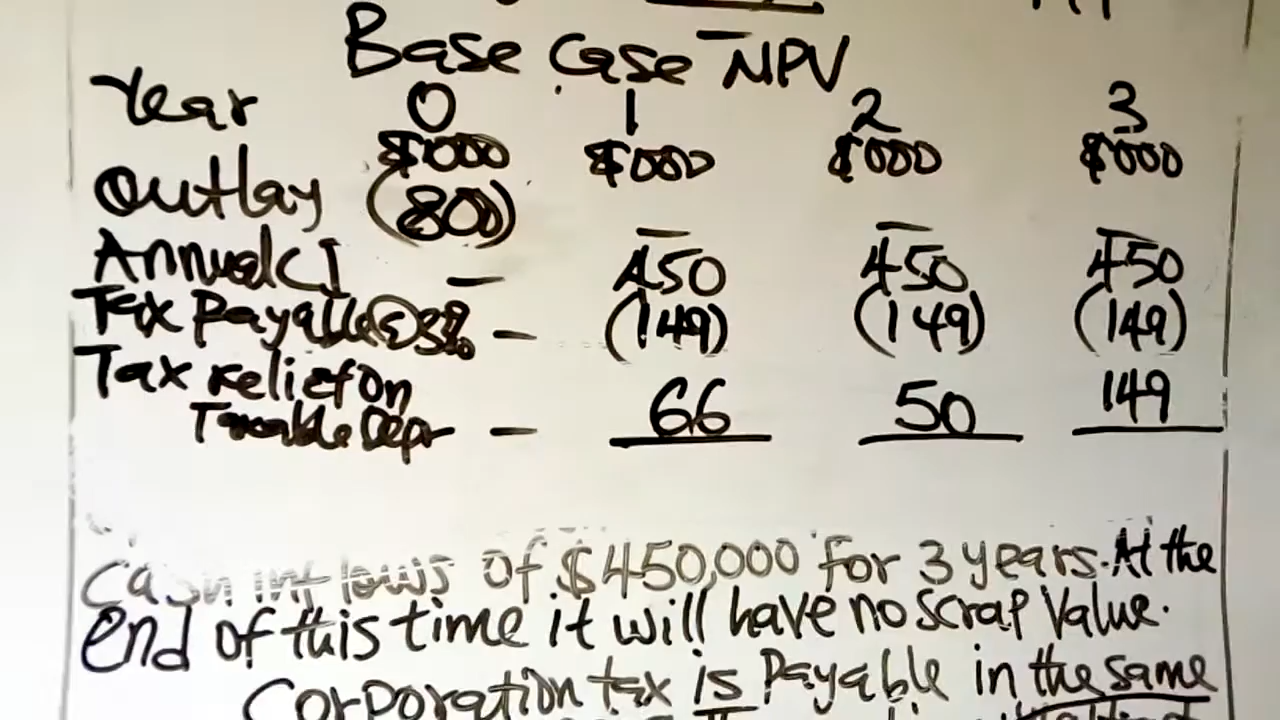 Base Case NPV
Year 0 1 2 3
$000 $000 $000 $000
Outlay (800) — — —
Annual CI — 450 450 450
Tax Payable@33% — (149) (149) (149)
Tax Relief On
Taxable Depr — 66 50 149
Cash inflows of $450,000 for 3 years. At the
End of this time it will have no scrap value.
Corporation tax is payable in the same